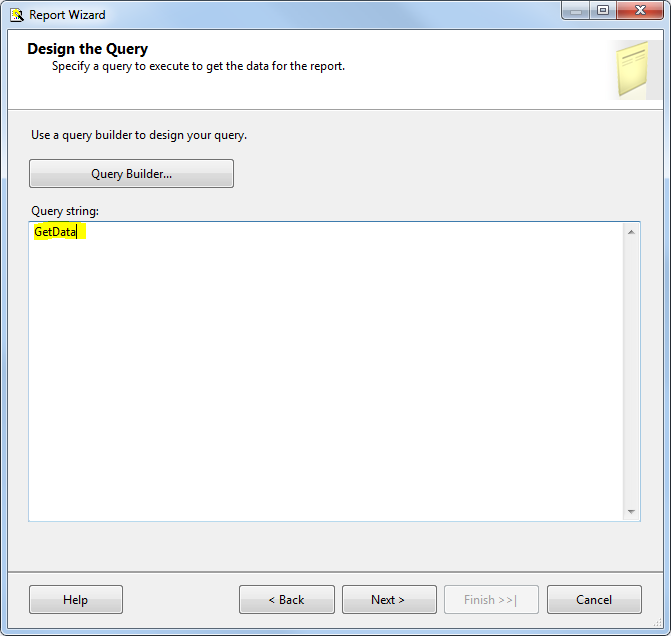 Report Wizard
Design the Query
Specify a query to execute to get the data for the report.
Use a query builder to design your query.
Query Builder...
Query string:
GetData
Help
< Back
Next >
Finish >>|
Cancel